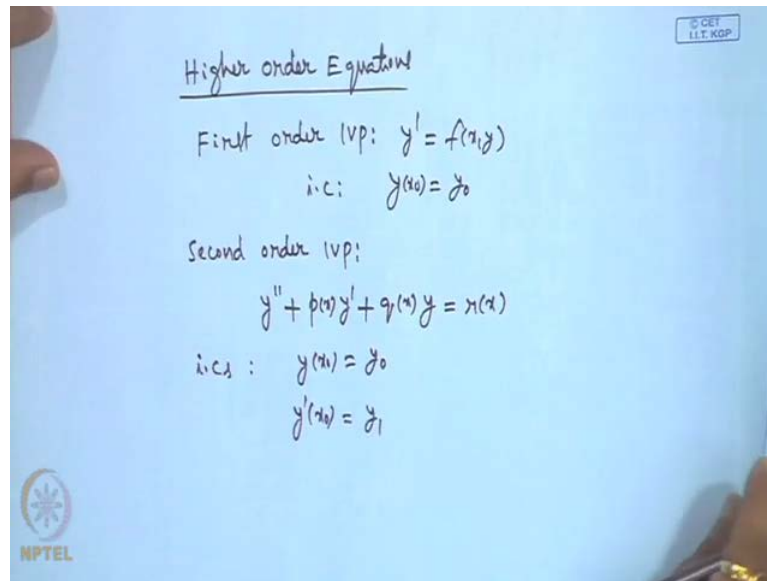 © CET
I.I.T. KGP
Higher order Equations
First order IVP: y' = f(x,y)
i.c: y(x₀) = y₀
Second order IVP:
y'' + p(x)y' + q(x)y = r(x)
i.cs : y(x₀) = y₀
y'(x₀) = y₁
NPTEL